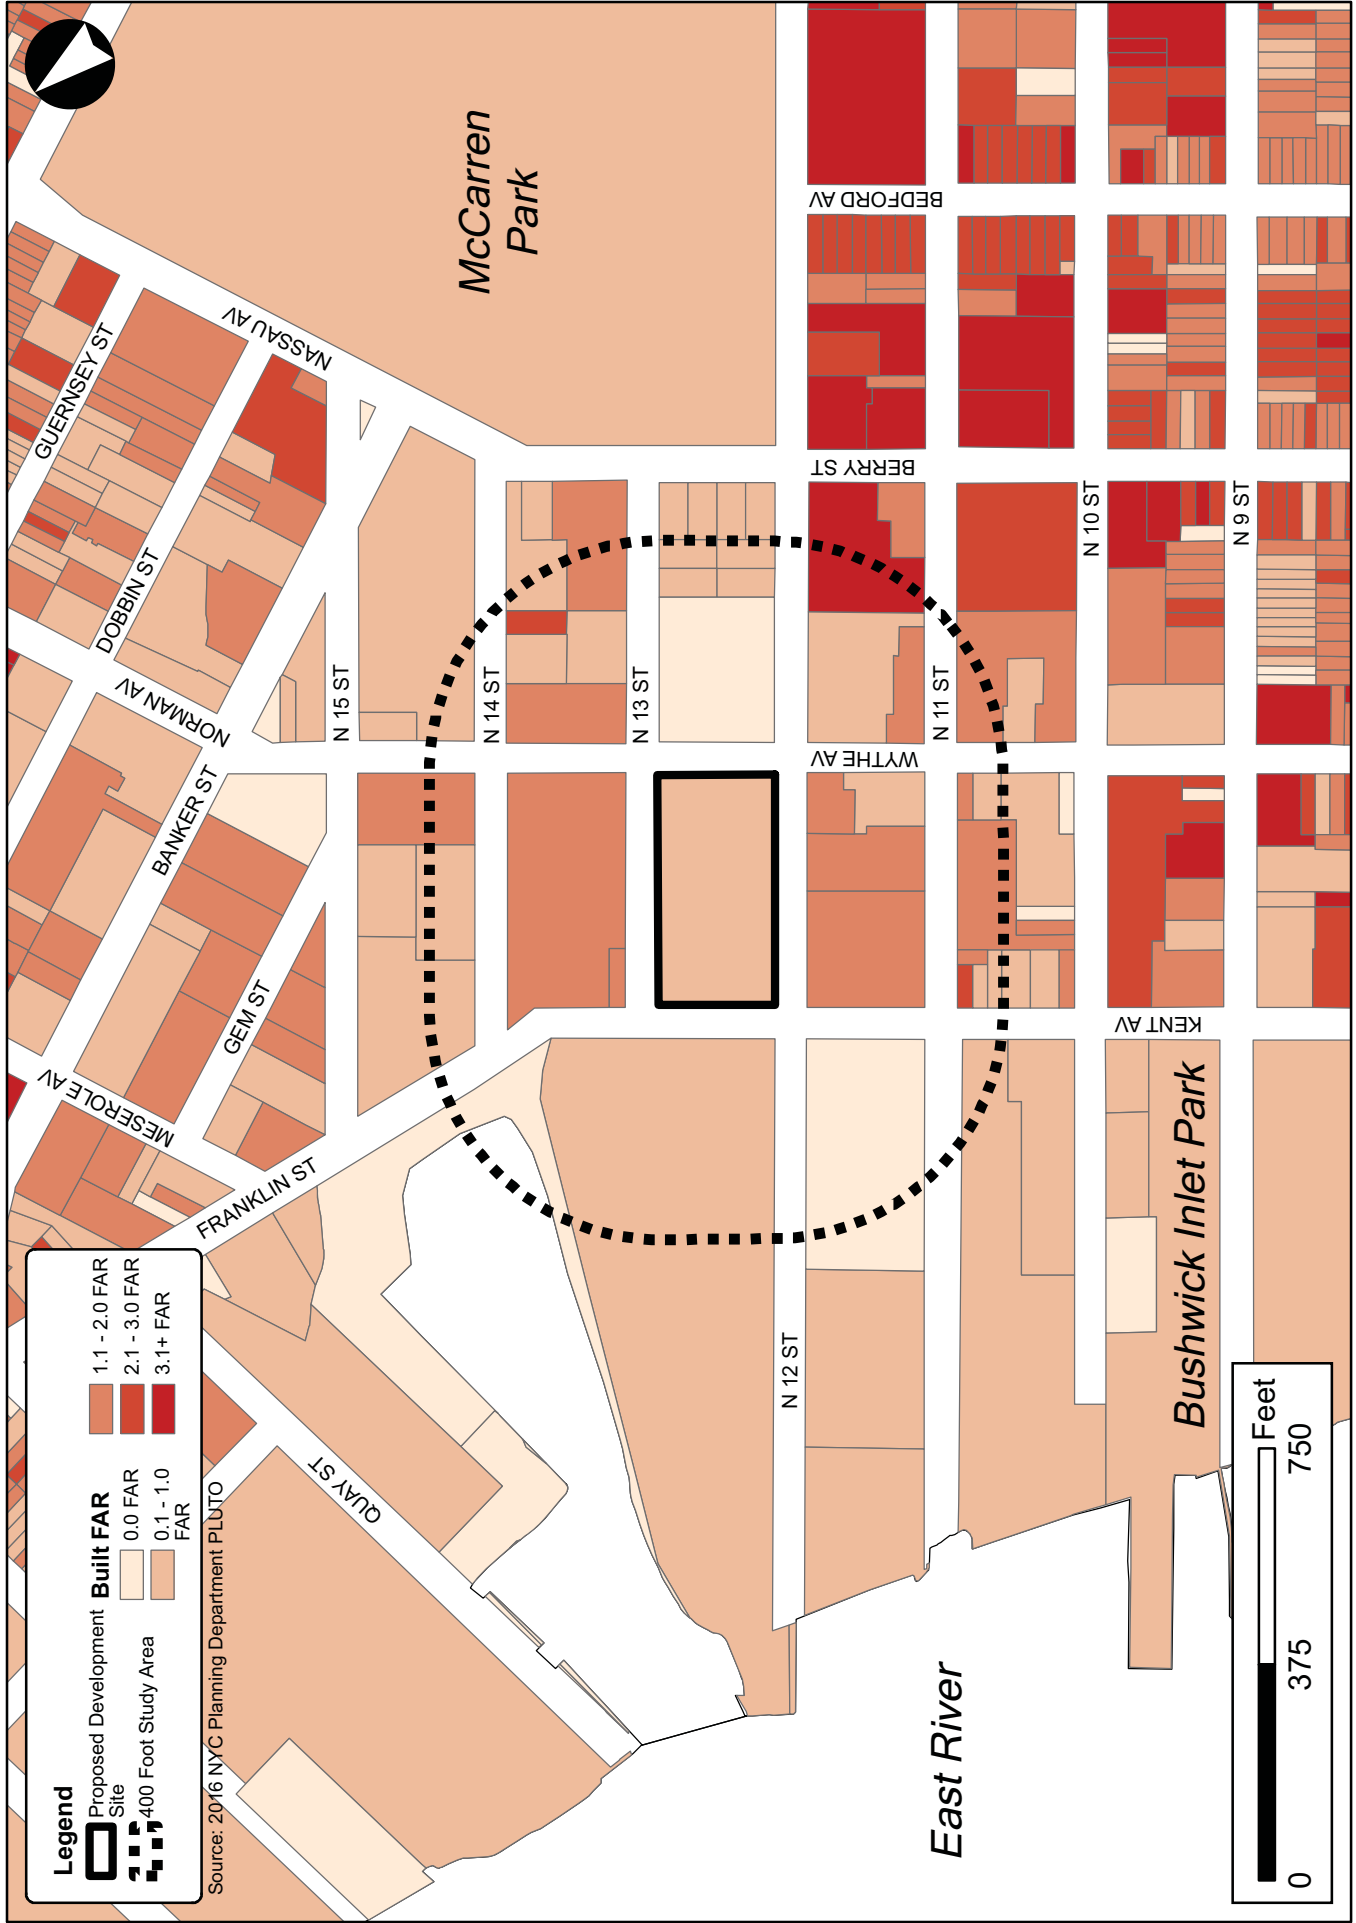 McCarren
Park
BEDFORD AV
NASSAU AV
GUERNSEY ST
BERRY ST
N 10 ST
N 9 ST
DOBBIN ST
NORMAN AV
N 15 ST
N 14 ST
N 13 ST
N 11 ST
WYTHE AV
BANKER ST
GEM ST
KENT AV
MESEROLE AV
FRANKLIN ST
Bushwick Inlet Park
N 12 ST
QUAY ST
East River
Legend
Proposed Development
Site
400 Foot Study Area
Built FAR
0.0 FAR
0.1 - 1.0
FAR
1.1 - 2.0 FAR
2.1 - 3.0 FAR
3.1+ FAR
Source: 2016 NYC Planning Department PLUTO
Feet
0 375 750